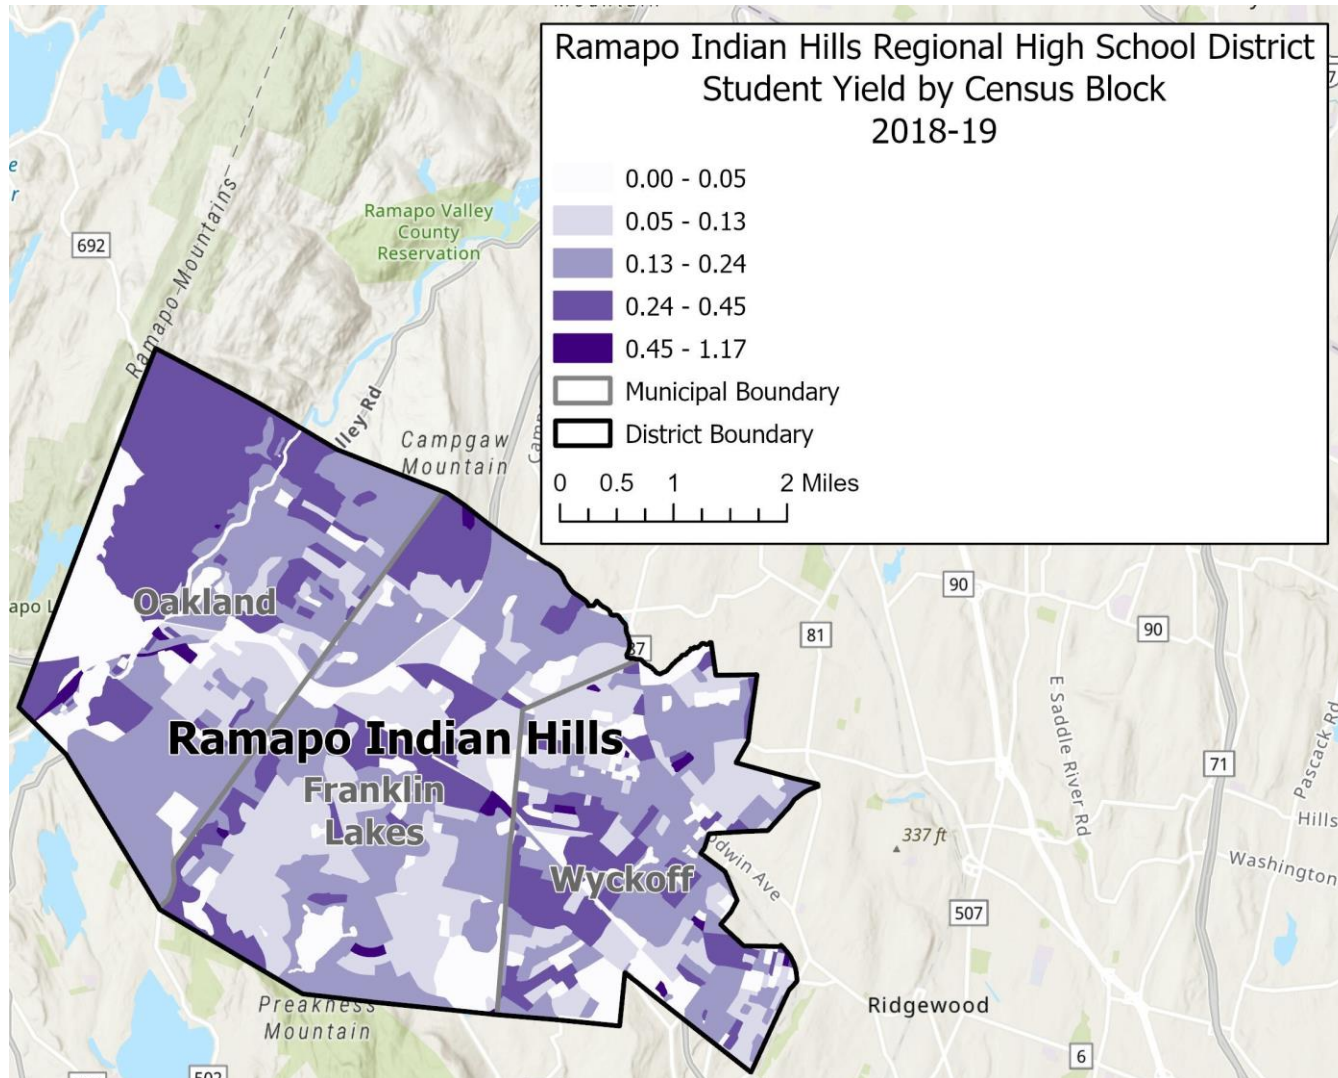 Ramapo Indian Hills Regional High School District
Student Yield by Census Block
2018-19
0.00 - 0.05
0.05 - 0.13
0.13 - 0.24
0.24 - 0.45
0.45 - 1.17
Municipal Boundary
District Boundary
0 0.5 1 2 Miles
Ramapo Valley
County
Reservation
692
Ramapo Mountains
Campgaw
Mountain
Oakland
Ramapo Indian Hills
Franklin
Lakes
Wyckoff
Preakness
Mountain
90
81
90
E Saddle River Rd
71
Pascack Rd
Hills
Washington
337 ft
507
Ridgewood
6